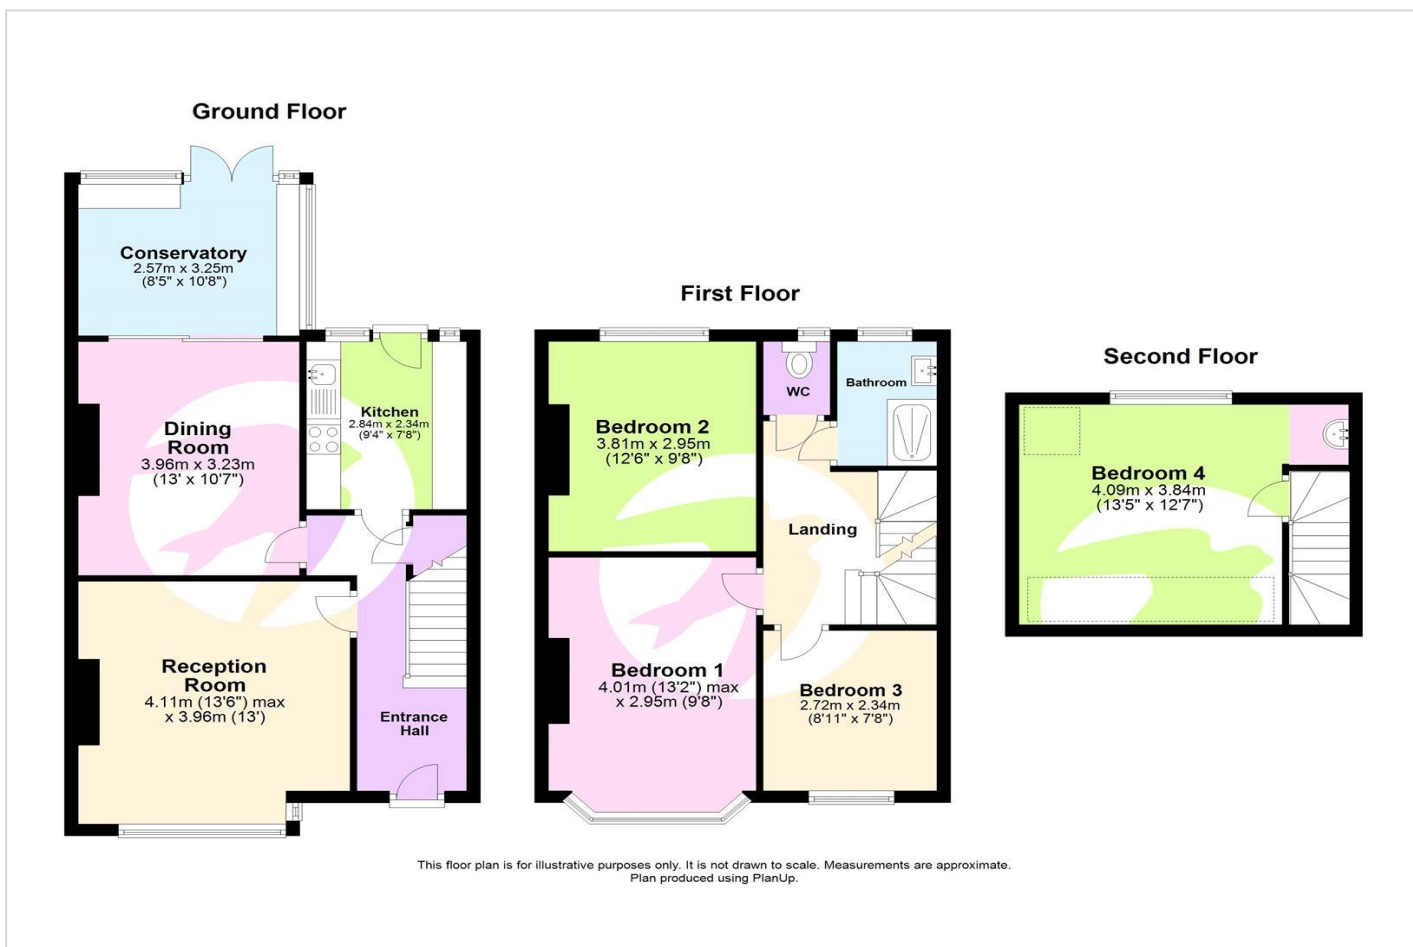 Ground Floor
Conservatory
2.57m x 3.25m
(8'5" x 10'8")
Dining
Room
3.96m x 3.23m
(13' x 10'7")
Kitchen
2.84m x 2.34m
(9'4" x 7'8")
Reception
Room
4.11m (13'6") max
x 3.96m (13')
Entrance
Hall
First Floor
Bedroom 2
3.81m x 2.95m
(12'6" x 9'8")
WC
Bathroom
Landing
Bedroom 1
4.01m (13'2") max
x 2.95m (9'8")
Bedroom 3
2.72m x 2.34m
(8'11" x 7'8")
Second Floor
Bedroom 4
4.09m x 3.84m
(13'5" x 12'7")
This floor plan is for illustrative purposes only. It is not drawn to scale. Measurements are approximate.
Plan produced using PlanUp.